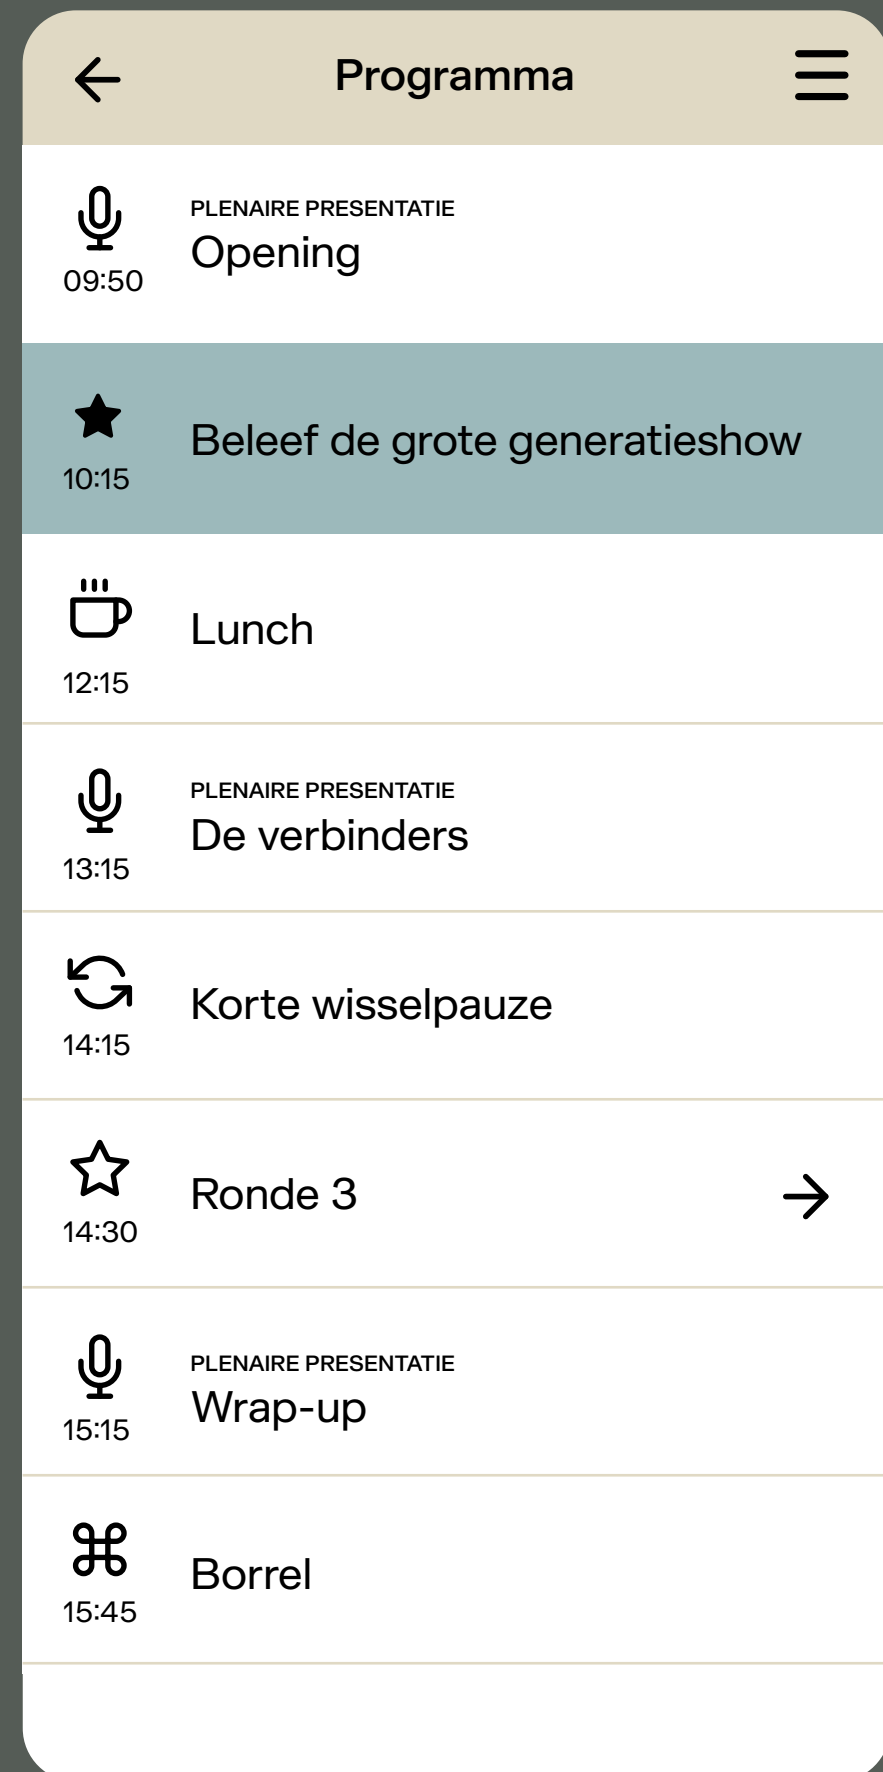 Programma
PLENAIRE PRESENTATIE
Opening
09:50
Beleef de grote generatieshow
10:15
Lunch
12:15
PLENAIRE PRESENTATIE
De verbinders
13:15
Korte wisselpauze
14:15
Ronde 3
14:30
PLENAIRE PRESENTATIE
Wrap-up
15:15
Borrel
15:45